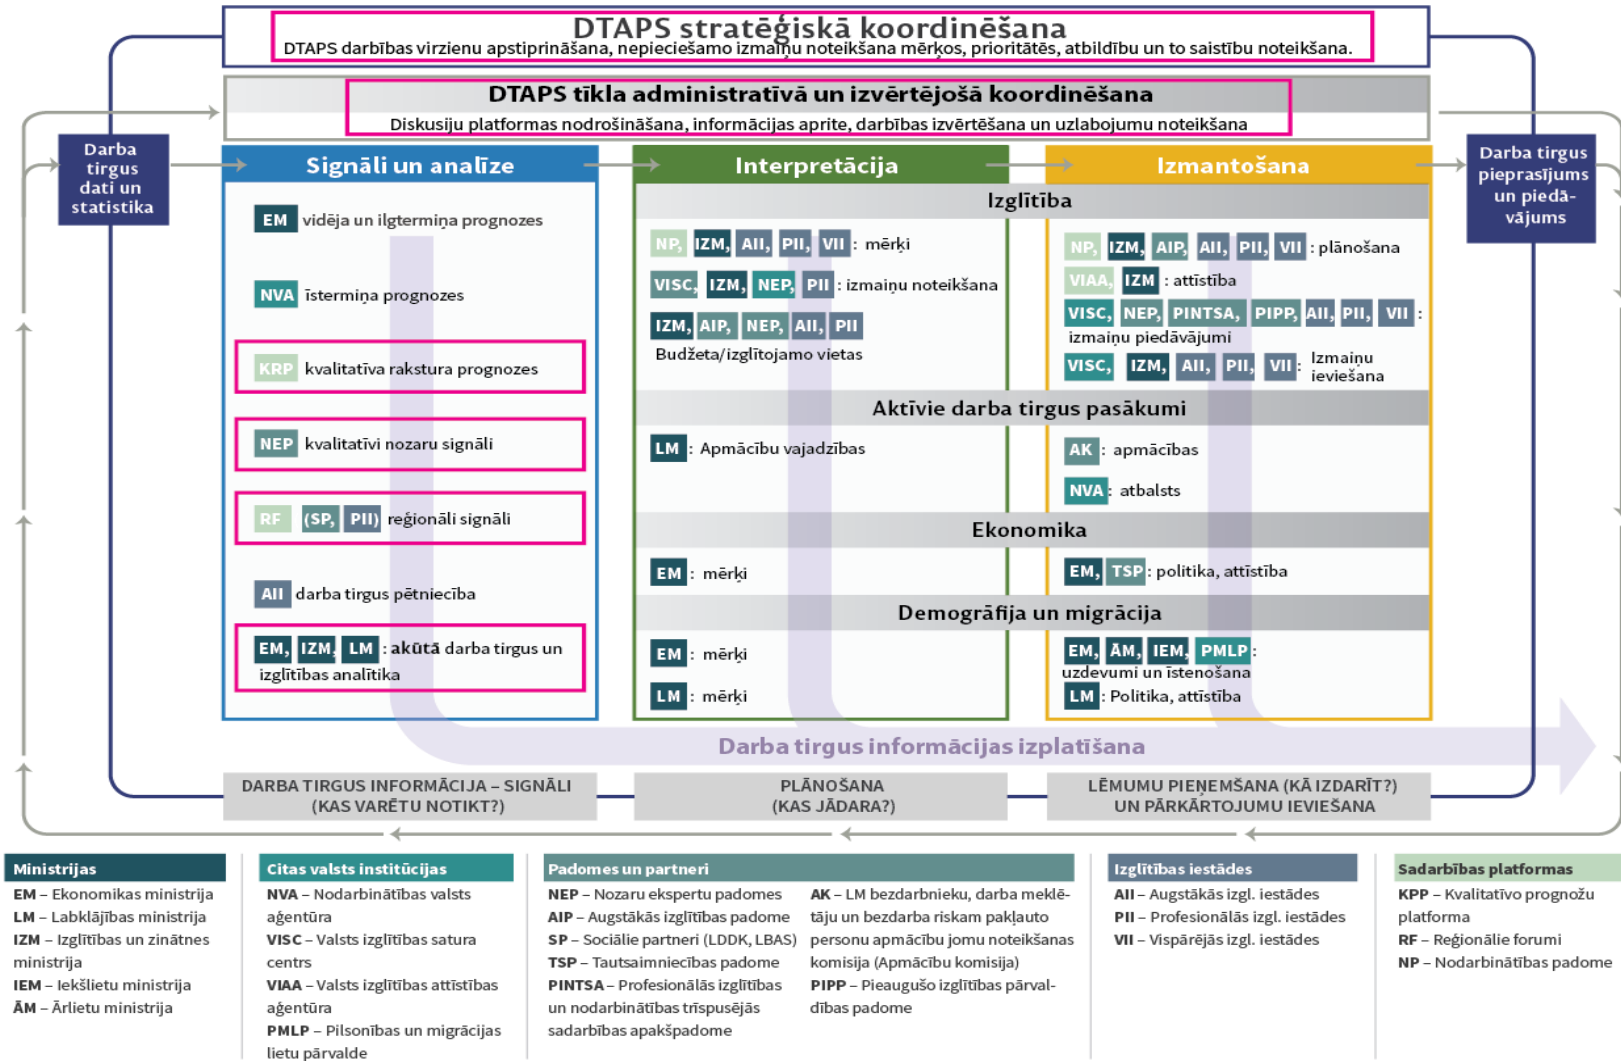 DTAPS stratēģiskā koordinēšana
DTAPS darbības virzienu apstiprināšana, nepieciešamo izmaiņu noteikšana mērķos, prioritātēs, atbildību un to saistību noteikšana.
DTAPS tīkla administratīvā un izvērtējošā koordinēšana
Diskusiju platformas nodrošināšana, informācijas aprite, darbības izvērtēšana un uzlabojumu noteikšana
Darba
tirgus
dati un
statistika
Signāli un analīze
EM vidēja un ilgtermiņa prognozes
NVA īstermiņa prognozes
KRP kvalitatīva rakstura prognozes
NEP kvalitatīvi nozaru signāli
RF (SP, PII) reģionāli signāli
AII darba tirgus pētniecība
EM, IZM, LM : akūtā darba tirgus un
izglītības analītika
Interpretācija
Izmantošana
Izglītība
NP, IZM, AII, PII, VII : mērķi
VISC, IZM, NEP, PII : izmaiņu noteikšana
IZM, AIP, NEP, AII, PII
Budžeta/izglītojamo vietas
NP, IZM, AIP, AII, PII, VII : plānošana
VIAA, IZM : attīstība
VISC, NEP, PINTSA, PIPP, AII, PII, VII :
izmaiņu piedāvājumi
VISC, IZM, AII, PII, VII : Izmaiņu
ieviešana
Aktīvie darba tirgus pasākumi
LM : Apmācību vajadzības
AK : apmācības
NVA : atbalsts
Ekonomika
EM : mērķi
EM, TSP : politika, attīstība
Demogrāfija un migrācija
EM : mērķi
LM : mērķi
EM, ĀM, IEM, PMLP :
uzdevumi un īstenošana
LM : Politika, attīstība
Darba tirgus
pieprasījums
un piedā-
vājums
Darba tirgus informācijas izplatīšana
DARBA TIRGUS INFORMĀCIJA – SIGNĀLI
(KAS VARĒTU NOTIKT?)
PLĀNOŠANA
(KAS JĀDARA?)
LĒMUMU PIEŅEMŠANA (KĀ IZDARĪT?)
UN PĀRKĀRTOJUMU IEVIEŠANA
Ministrijas
EM – Ekonomikas ministrija
LM – Labklājības ministrija
IZM – Izglītības un zinātnes
ministrija
IEM – Iekšlietu ministrija
ĀM – Ārlietu ministrija
Citas valsts institūcijas
NVA – Nodarbinātības valsts
aģentūra
VISC – Valsts izglītības satura
centrs
VIAA – Valsts izglītības attīstības
aģentūra
PMLP – Pilsonības un migrācijas
lietu pārvalde
Padomes un partneri
NEP – Nozaru ekspertu padomes
AIP – Augstākās izglītības padome
SP – Sociālie partneri (LDDK, LBAS)
TSP – Tautsaimniecības padome
PINTSA – Profesionālās izglītības
un nodarbinātības trīspusējās
sadarbības apakšpadome
AK – LM bezdarbnieku, darba meklē-
tāju un bezdarba riskam pakļauto
personu apmācību jomu noteikšanas
komisija (Apmācību komisija)
PIPP – Pieaugušo izglītības pārval-
dības padome
Izglītības iestādes
AII – Augstākās izgl. iestādes
PII – Profesionālās izgl. iestādes
VII – Vispārējās izgl. iestādes
Sadarbības platformas
KPP – Kvalitatīvo prognožu
platforma
RF – Reģionālie forumi
NP – Nodarbinātības padome